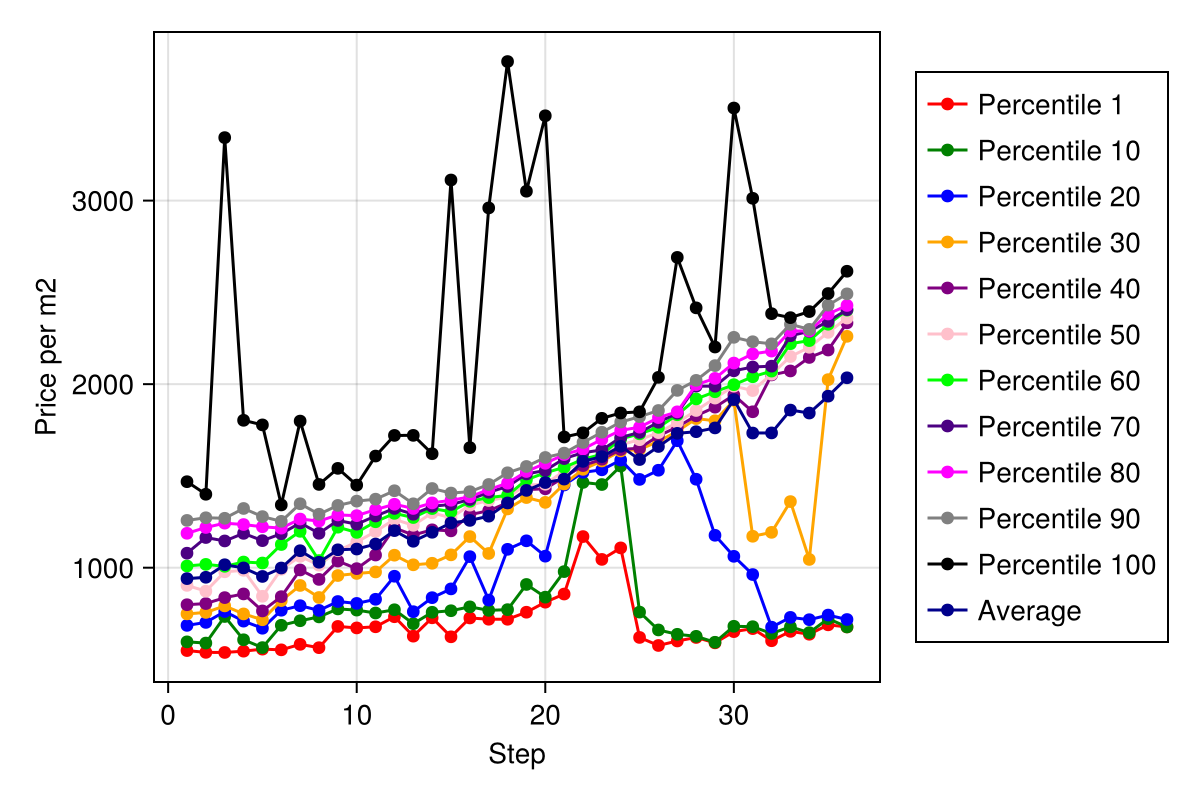 3000
2000
1000
Price per m2
0
10
20
30
Step
Percentile 1
Percentile 10
Percentile 20
Percentile 30
Percentile 40
Percentile 50
Percentile 60
Percentile 70
Percentile 80
Percentile 90
Percentile 100
Average